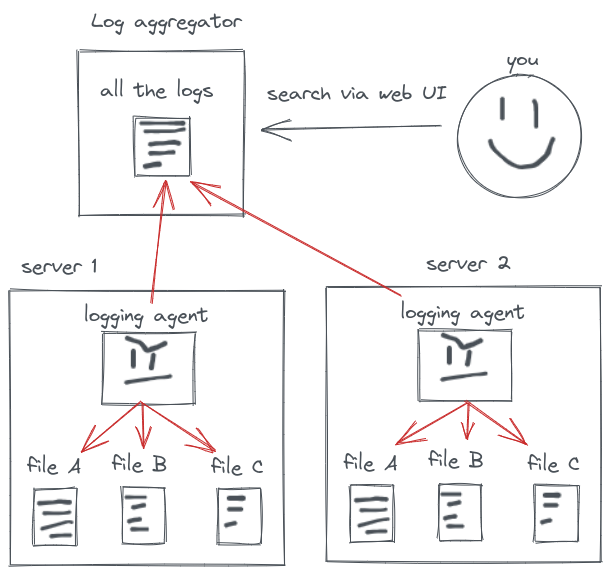 Log aggregator
you
all the logs
search via web UI
server 1
server 2
logging agent
logging agent
file A
file B
file C
file A
file B
file C